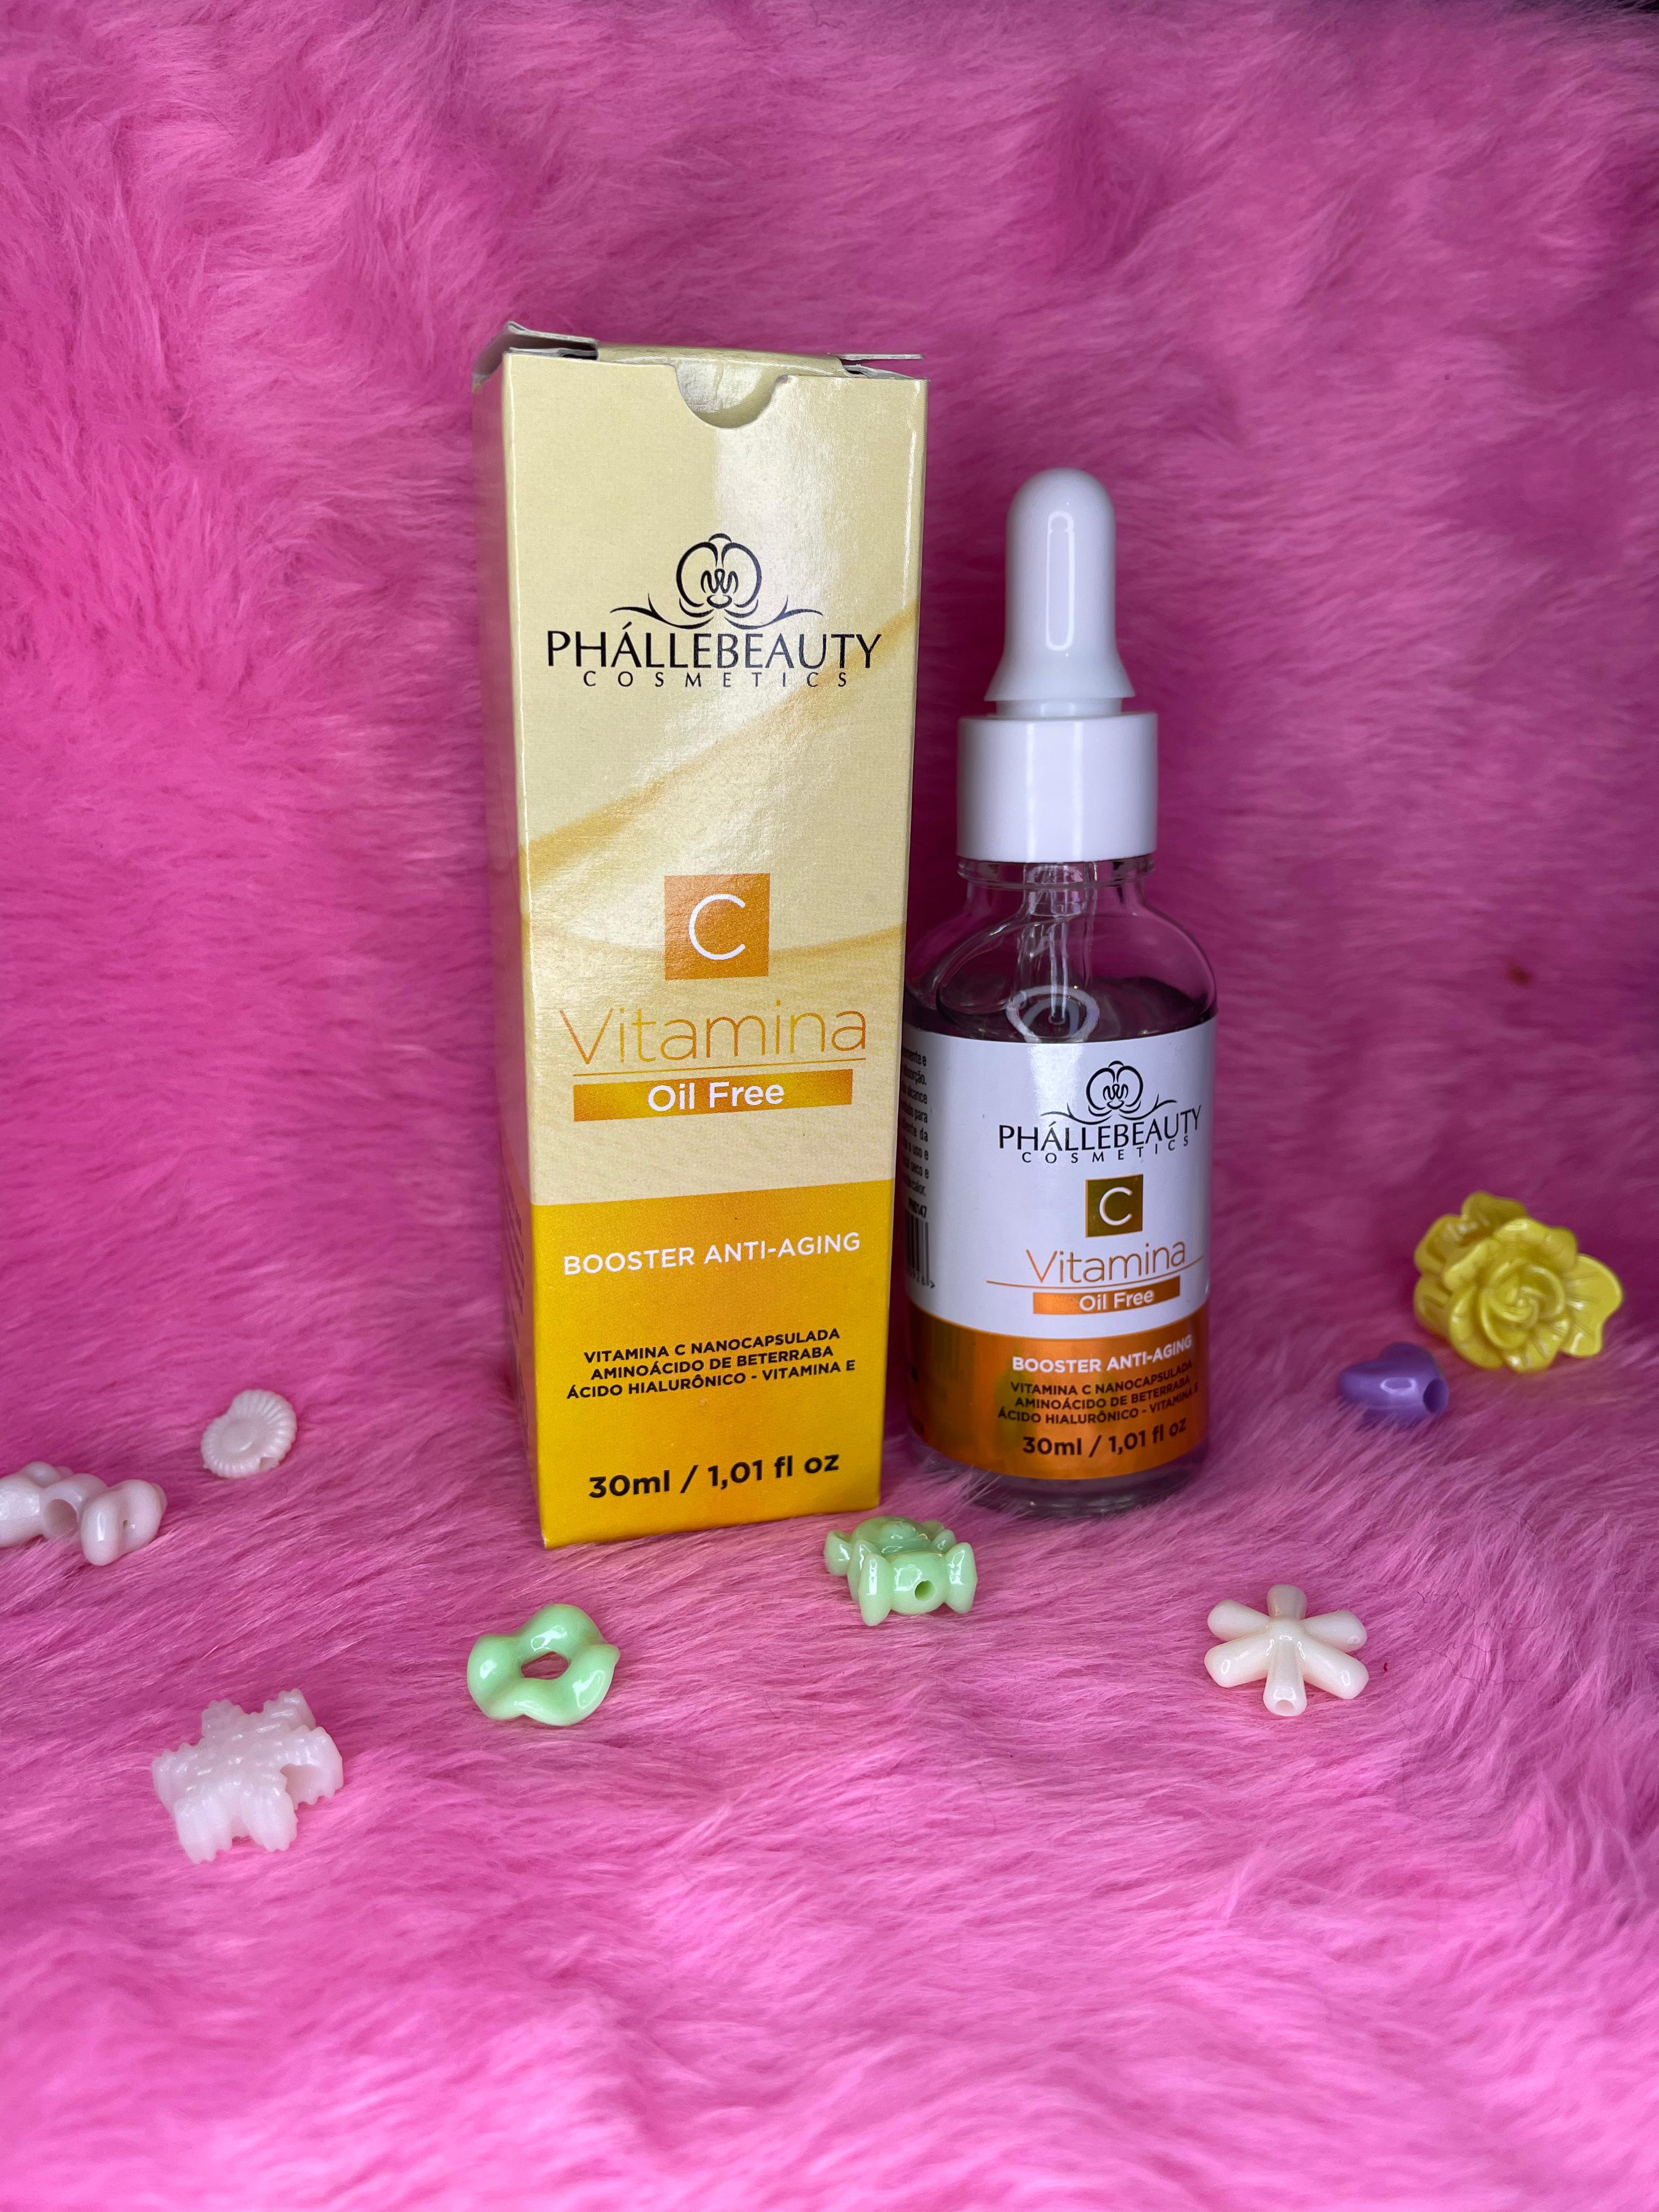 PHÁLLEBEAUTY
COSMETICS
C
Vitamina
Oil Free
BOOSTER ANTI-AGING
VITAMINA C NANOCAPSULADA
AMINOÁCIDO DE BETERRABA
ÁCIDO HIALURÔNICO - VITAMINA E
30ml / 1,01 fl oz
PHÁLLEBEAUTY
COSMETICS
C
Vitamina
Oil Free
BOOSTER ANTI-AGING
VITAMINA C NANOCAPSULADA
AMINOÁCIDO DE BETERRABA
ÁCIDO HIALURÔNICO - VITAMINA E
30ml / 1,01 fl oz